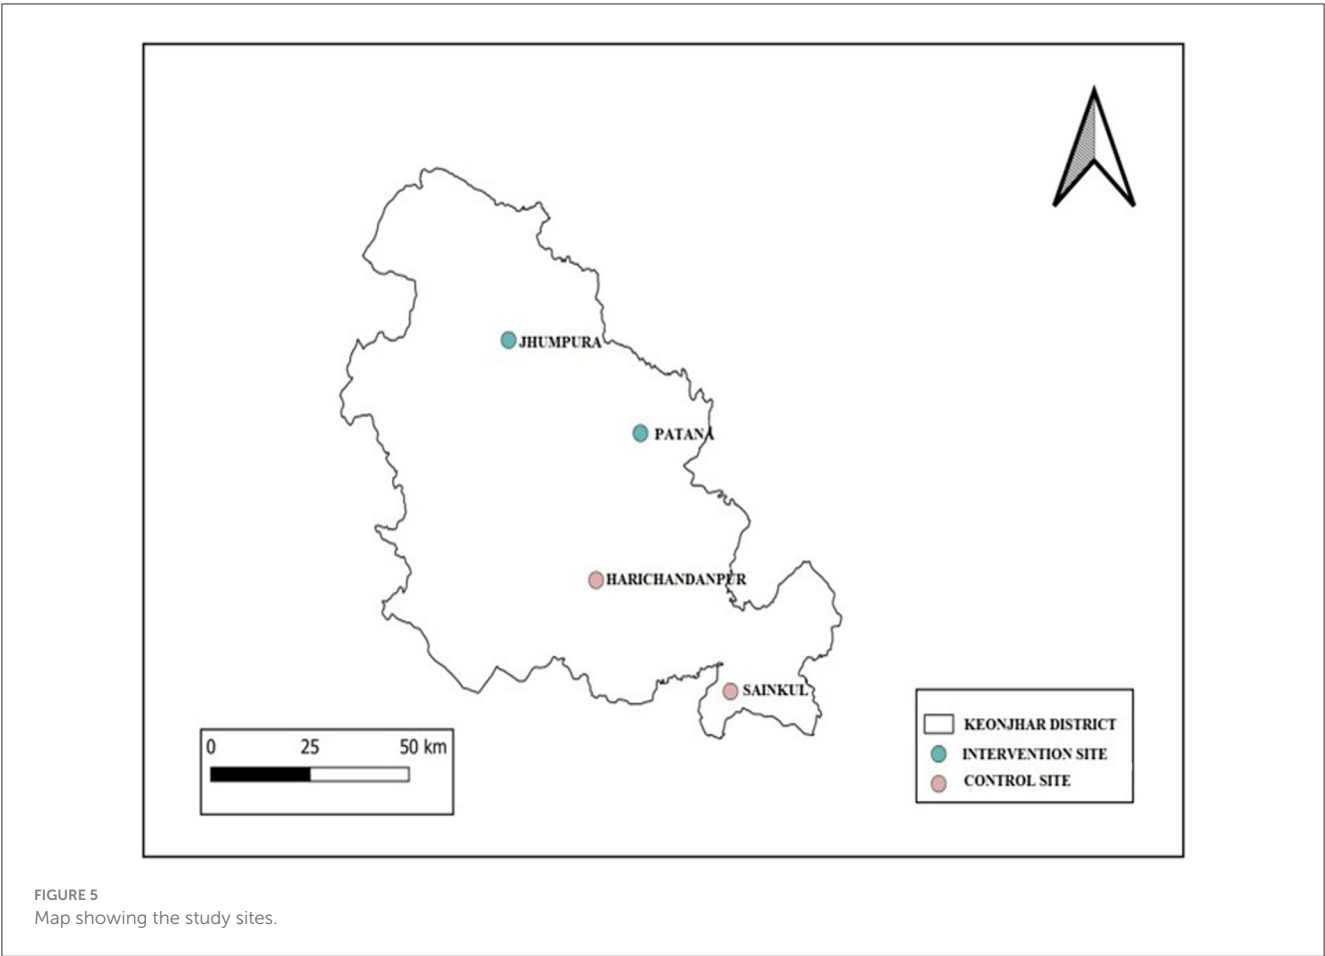 JHUMPURA
PATANA
HARICHANDANPUR
SAINKUL
0 25 50 km
KEONJHAR DISTRICT
INTERVENTION SITE
CONTROL SITE
FIGURE 5
Map showing the study sites.